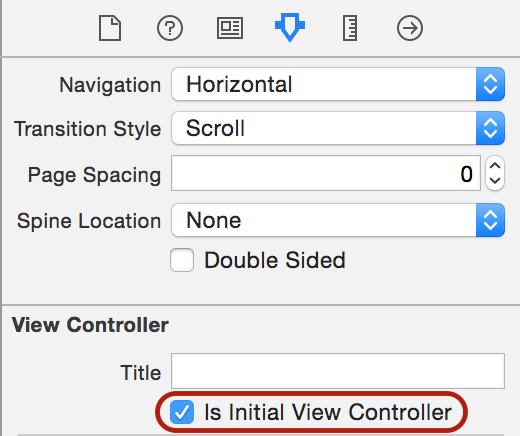 Navigation Horizontal
Transition Style Scroll
Page Spacing 0
Spine Location None
Double Sided
View Controller
Title
Is Initial View Controller